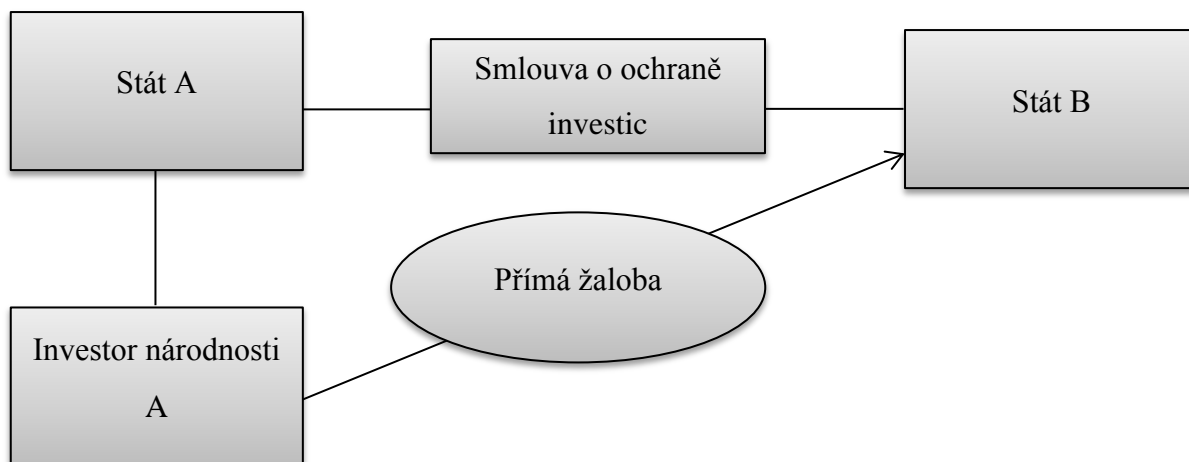 Stát A
Smlouva o ochraně
investic
Stát B
Přímá žaloba
Investor národnosti
A